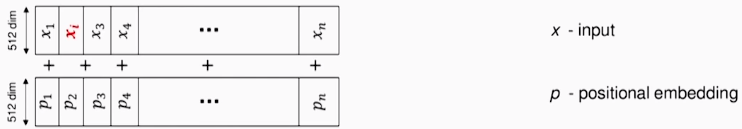 512 dim x₁ xᵢ x₃ x₄ ... xₙ x - input
+ + + + +
512 dim p₁ p₂ p₃ p₄ ... pₙ p - positional embedding